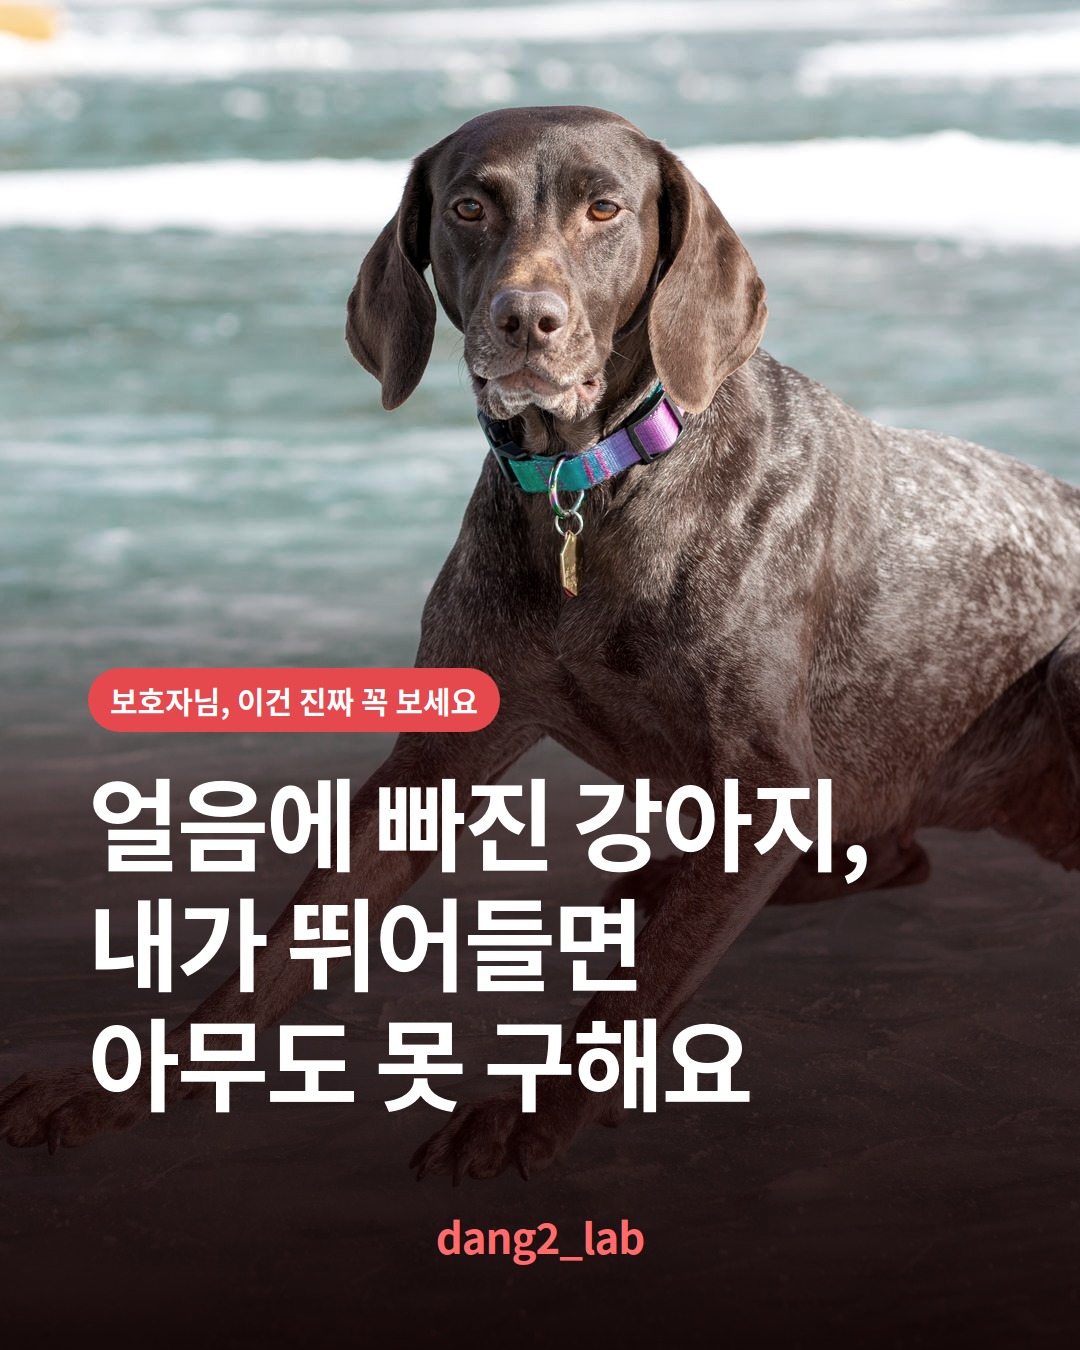 보호자님, 이건 진짜 꼭 보세요
얼음에 빠진 강아지,
내가 뛰어들면
아무도 못 구해요
dang2_lab